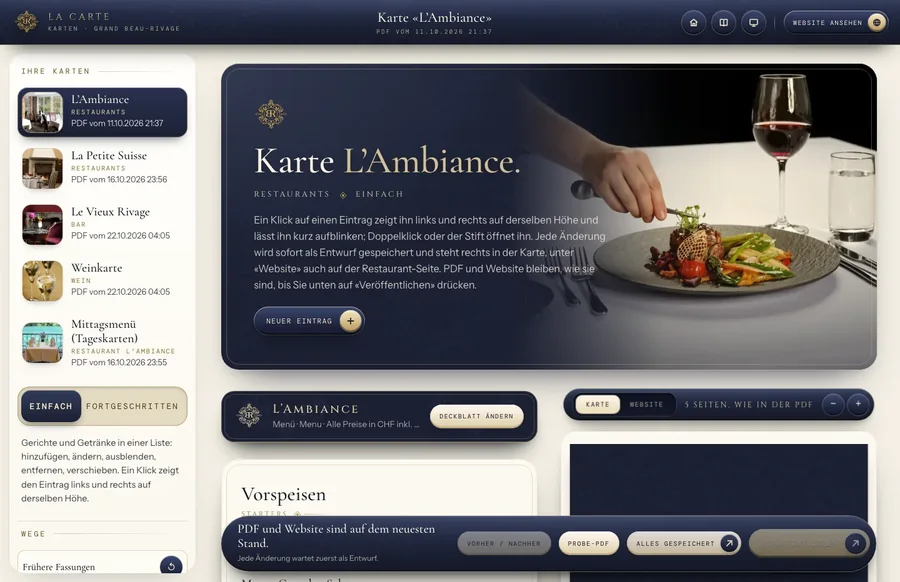 LA CARTE
KARTEN · GRAND BEAU-RIVAGE
Karte «L’Ambiance»
PDF VOM 11.10.2026 21:37
WEBSITE ANSEHEN
IHRE KARTEN
L’Ambiance
RESTAURANTS
PDF vom 11.10.2026 21:37
La Petite Suisse
RESTAURANTS
PDF vom 16.10.2026 23:56
Le Vieux Rivage
BAR
PDF vom 22.10.2026 04:05
Weinkarte
WEIN
PDF vom 22.10.2026 04:05
Mittagsmenü
(Tageskarten)
RESTAURANT L’AMBIANCE
PDF vom 16.10.2026 23:55
EINFACH
FORTGESCHRITTEN
Gerichte und Getränke in einer Liste:
hinzufügen, ändern, ausblenden,
entfernen, verschieben. Ein Klick zeigt
den Eintrag links und rechts auf
derselben Höhe.
WEGE
Frühere Fassungen
Karte L’Ambiance.
RESTAURANTS EINFACH
Ein Klick auf einen Eintrag zeigt ihn links und rechts auf derselben Höhe und
lässt ihn kurz aufblinken; Doppelklick oder der Stift öffnet ihn. Jede Änderung
wird sofort als Entwurf gespeichert und steht rechts in der Karte, unter
«Website» auch auf der Restaurant-Seite. PDF und Website bleiben, wie sie
sind, bis Sie unten auf «Veröffentlichen» drücken.
NEUER EINTRAG +
L’AMBIANCE
Menü · Menu · Alle Preise in CHF inkl. ...
DECKBLATT ÄNDERN
KARTE
WEBSITE
5 SEITEN, WIE IN DER PDF
− +
Vorspeisen
STARTERS
PDF und Website sind auf dem neuesten
Stand.
Jede Änderung wartet zuerst als Entwurf.
VORHER / NACHHER
PROBE-PDF
ALLES GESPEICHERT